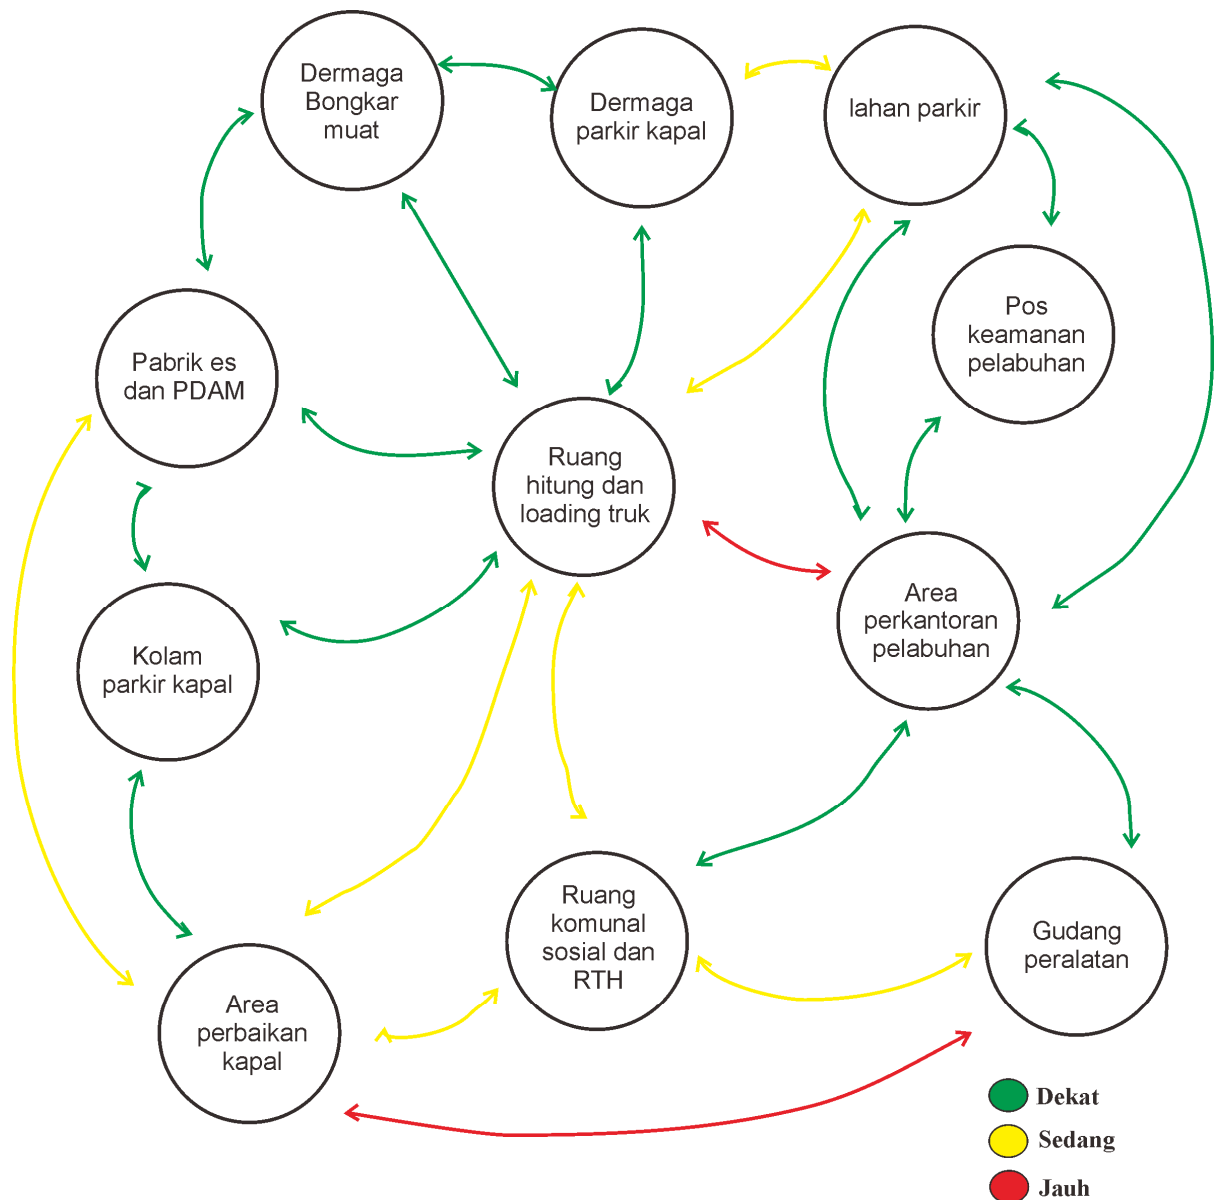 Dermaga
Bongkar
muat
Dermaga
parkir kapal
lahan parkir
Pos
keamanan
pelabuhan
Pabrik es
dan PDAM
Ruang
hitung dan
loading truk
Area
perkantoran
pelabuhan
Kolam
parkir kapal
Ruang
komunal
sosial dan
RTH
Gudang
peralatan
Area
perbaikan
kapal
Dekat
Sedang
Jauh